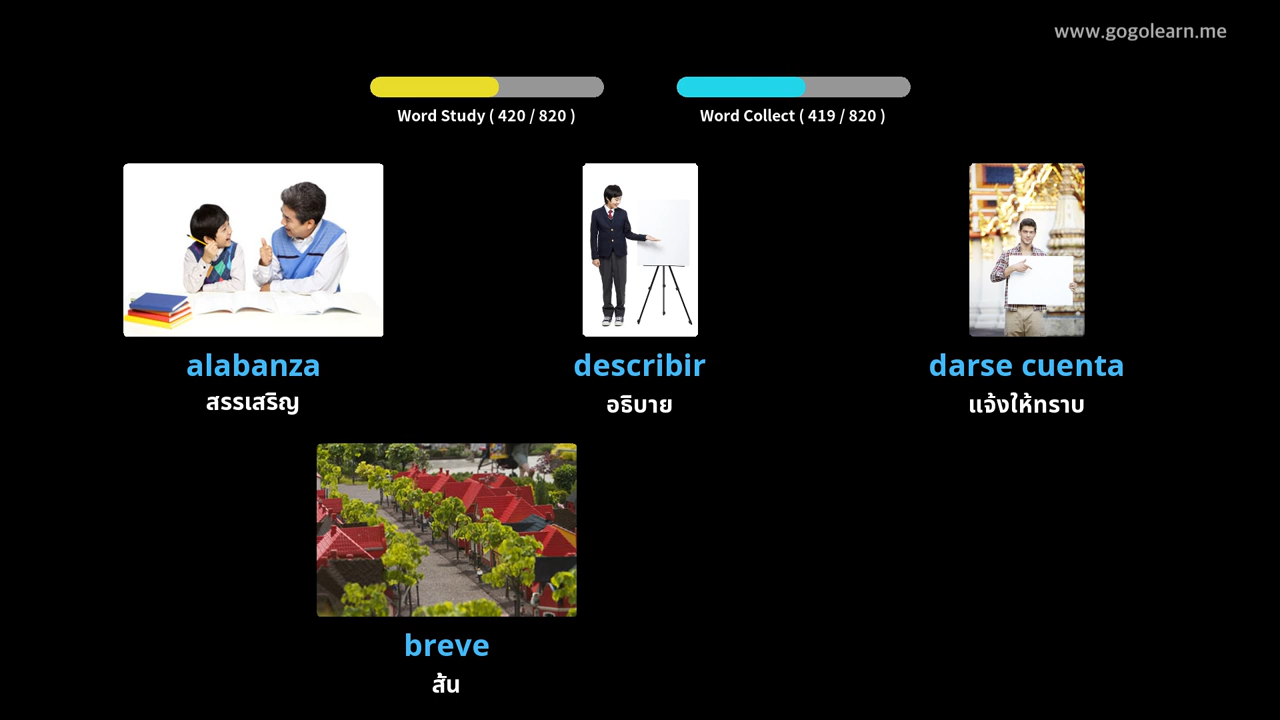 www.gogolearn.me
Word Study ( 420 / 820 )
Word Collect ( 419 / 820 )
alabanza
สรรเสริญ
describir
อธิบาย
darse cuenta
แจ้งให้ทราบ
breve
สั้น